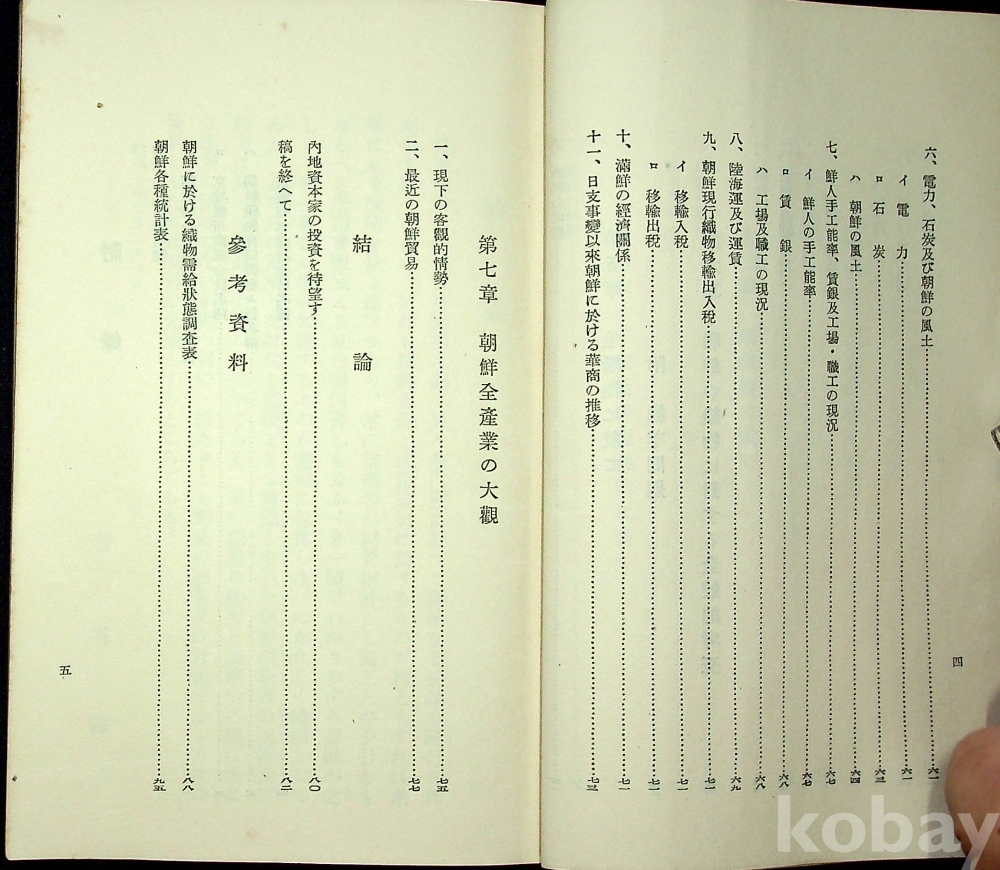 六、電力、石炭及び朝鮮の風土……六一
イ 電力……六一
ロ 石炭……六三
ハ 朝鮮の風土……六四
七、鮮人手工能率、賃銀及工場・職工の現況……六七
イ 鮮人の手工能率……六七
ロ 賃銀……六八
ハ 工場及職工の現況……六八
八、陸海運及び運賃……六九
九、朝鮮現行織物移輸出入税……七一
イ 移輸入税……七一
ロ 移輸出税……七一
十、滿鮮の經濟關係……七一
十一、日支事變以來朝鮮に於ける華商の推移……七三
四
第七章 朝鮮全產業の大觀
一、現下の客觀的情勢……七五
二、最近の朝鮮貿易……七七
結論
內地資本家の投資を待望す……八〇
稿を終へて……八二
參考資料
朝鮮に於ける織物需給狀態調査表……八八
朝鮮各種統計表……九五
五
kobay